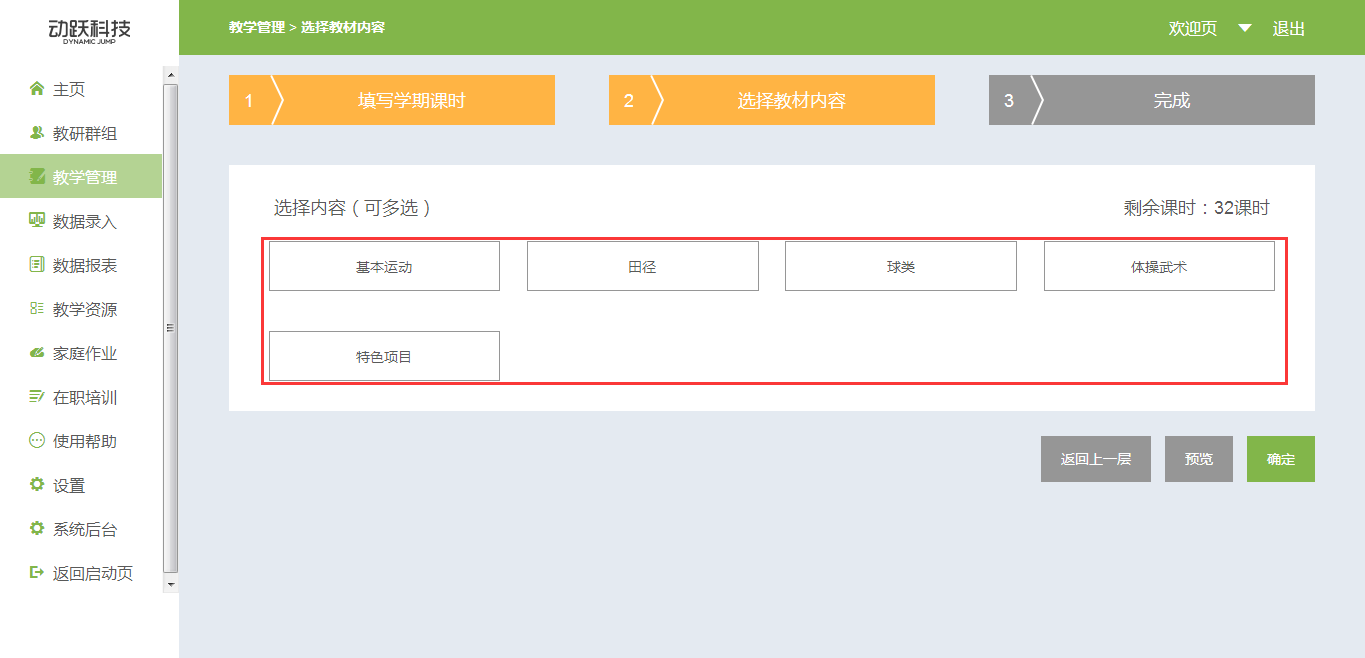 动跃科技
DYNAMIC JUMP
主页
教研群组
教学管理
数据录入
数据报表
教学资源
家庭作业
在职培训
使用帮助
设置
系统后台
返回启动页
教学管理 > 选择教材内容
欢迎页 退出
1 填写学期课时
2 选择教材内容
3 完成
选择内容（可多选） 剩余课时：32课时
基本运动 田径 球类 体操武术
特色项目
返回上一层 预览 确定